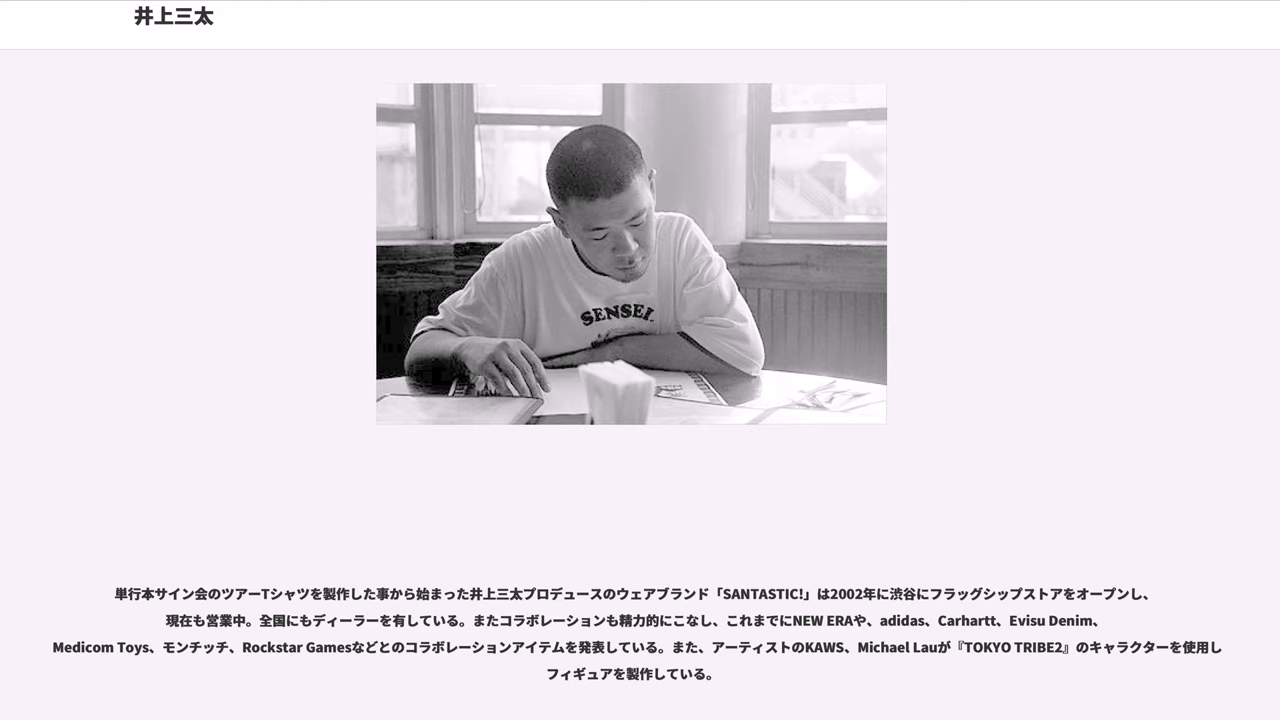 井上三太
SENSEI.
単行本サイン会のツアーTシャツを製作した事から始まった井上三太プロデュースのウェアブランド「SANTASTIC!」は2002年に渋谷にフラッグシップストアをオープンし、
現在も営業中。全国にもディーラーを有している。またコラボレーションも精力的にこなし、これまでにNEW ERAや、adidas、Carhartt、Evisu Denim、
Medicom Toys、モンチッチ、Rockstar Gamesなどとのコラボレーションアイテムを発表している。また、アーティストのKAWS、Michael Lauが『TOKYO TRIBE2』のキャラクターを使用し
フィギュアを製作している。